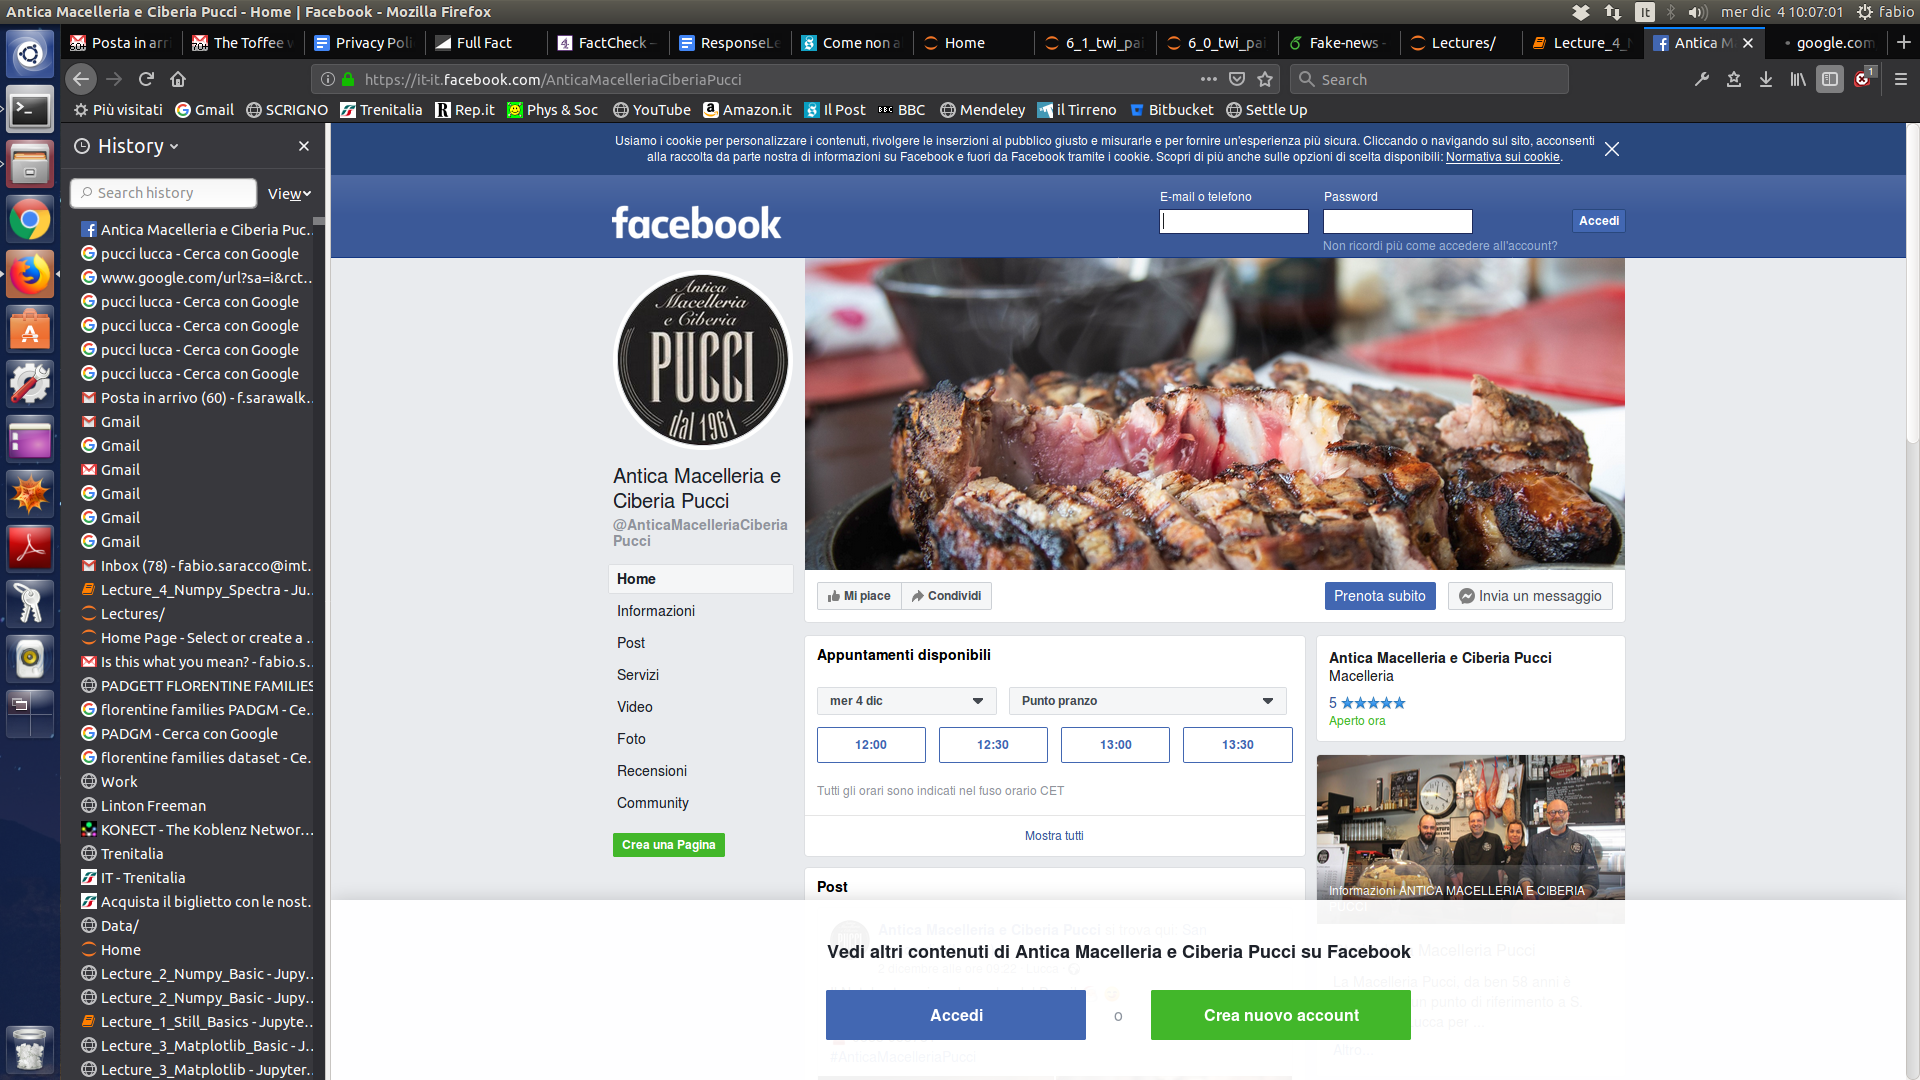 Antica Macelleria e Ciberia Pucci - Home | Facebook - Mozilla Firefox
It
mer dic 4 10:07:01
fabio
Posta in arri
The Toffee w
Privacy Poli
Full Fact
FactCheck –
ResponseLe
Come non a
Home
6_1_twi_pai
6_0_twi_pai
Fake-news -
Lectures/
Lecture_4_N
Antica M
google.com
https://it-it.facebook.com/AnticaMacelleriaCiberiaPucci
Search
1
Più visitati
Gmail
SCRIGNO
Trenitalia
Rep.it
Phys & Soc
YouTube
Amazon.it
Il Post
BBC
Mendeley
il Tirreno
Bitbucket
Settle Up
History
Search history
View
Antica Macelleria e Ciberia Puc...
pucci lucca - Cerca con Google
www.google.com/url?sa=i&rct...
pucci lucca - Cerca con Google
pucci lucca - Cerca con Google
pucci lucca - Cerca con Google
pucci lucca - Cerca con Google
Posta in arrivo (60) - f.sarawalk...
Gmail
Gmail
Gmail
Gmail
Gmail
Gmail
Inbox (78) - fabio.saracco@imt...
Lecture_4_Numpy_Spectra - Ju...
Lectures/
Home Page - Select or create a ...
Is this what you mean? - fabio.s...
PADGETT FLORENTINE FAMILIES
florentine families PADGM - Ce...
PADGM - Cerca con Google
florentine families dataset - Ce...
Work
Linton Freeman
KONECT - The Koblenz Networ...
Trenitalia
IT - Trenitalia
Acquista il biglietto con le nost...
Data/
Home
Lecture_2_Numpy_Basic - Jupy...
Lecture_2_Numpy_Basic - Jupy...
Lecture_1_Still_Basics - Jupyte...
Lecture_3_Matplotlib_Basic - J...
Lecture_3_Matplotlib - Jupyter...
Usiamo i cookie per personalizzare i contenuti, rivolgere le inserzioni al pubblico giusto e misurarle e per fornire un'esperienza più sicura. Cliccando o navigando sul sito, acconsenti
alla raccolta da parte nostra di informazioni su Facebook e fuori da Facebook tramite i cookie. Scopri di più anche sulle opzioni di scelta disponibili: Normativa sui cookie.
facebook
E-mail o telefono
Password
Accedi
Non ricordi più come accedere all'account?
Antica
Macelleria
e Ciberia
PUCCI
dal 1961
Antica Macelleria e
Ciberia Pucci
@AnticaMacelleriaCiberia
Pucci
Home
Informazioni
Post
Servizi
Video
Foto
Recensioni
Community
Crea una Pagina
Mi piace
Condividi
Prenota subito
Invia un messaggio
Appuntamenti disponibili
mer 4 dic
Punto pranzo
12:00
12:30
13:00
13:30
Tutti gli orari sono indicati nel fuso orario CET
Mostra tutti
Post
Antica Macelleria e Ciberia Pucci
Macelleria
5
Aperto ora
Informazioni ANTICA MACELLERIA E CIBERIA
Vedi altri contenuti di Antica Macelleria e Ciberia Pucci su Facebook
Accedi
o
Crea nuovo account
#AnticaMacelleriaPucci